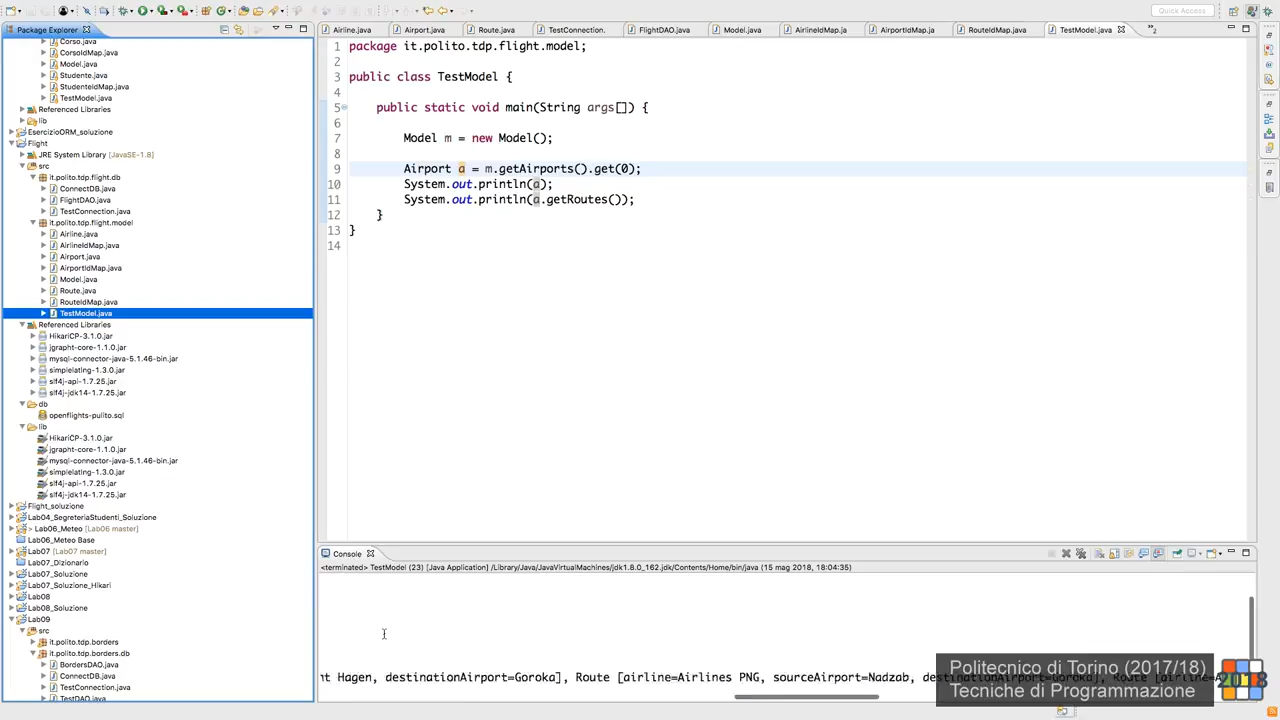 Quick Access
Package Explorer
Airline.java
Airport.java
Route.java
TestConnection.
FlightDAO.java
Model.java
AirlineIdMap.ja
AirportIdMap.ja
RouteIdMap.java
TestModel.java
»2
Corso.java
CorsoIdMap.java
Model.java
Studente.java
StudenteIdMap.java
TestModel.java
Referenced Libraries
lib
EsercizioORM_soluzione
Flight
JRE System Library [JavaSE-1.8]
src
it.polito.tdp.flight.db
ConnectDB.java
FlightDAO.java
TestConnection.java
it.polito.tdp.flight.model
Airline.java
AirlineIdMap.java
Airport.java
AirportIdMap.java
Model.java
Route.java
RouteIdMap.java
TestModel.java
Referenced Libraries
HikariCP-3.1.0.jar
jgrapht-core-1.1.0.jar
mysql-connector-java-5.1.46-bin.jar
simplelatlng-1.3.0.jar
slf4j-api-1.7.25.jar
slf4j-jdk14-1.7.25.jar
db
openflights-pulito.sql
lib
HikariCP-3.1.0.jar
jgrapht-core-1.1.0.jar
mysql-connector-java-5.1.46-bin.jar
simplelatlng-1.3.0.jar
slf4j-api-1.7.25.jar
slf4j-jdk14-1.7.25.jar
Flight_soluzione
Lab04_SegreteriaStudenti_Soluzione
> Lab06_Meteo [Lab06 master]
Lab06_Meteo Base
Lab07 [Lab07 master]
Lab07_Dizionario
Lab07_Soluzione
Lab07_Soluzione_Hikari
Lab08
Lab08_Soluzione
Lab09
src
it.polito.tdp.borders
it.polito.tdp.borders.db
BordersDAO.java
ConnectDB.java
TestConnection.java
TestDAO.java
1 package it.polito.tdp.flight.model;
2
3 public class TestModel {
4
5 public static void main(String args[]) {
6
7 Model m = new Model();
8
9 Airport a = m.getAirports().get(0);
10 System.out.println(a);
11 System.out.println(a.getRoutes());
12 }
13 }
14
Console
<terminated> TestModel (23) [Java Application] /Library/Java/JavaVirtualMachines/jdk1.8.0_162.jdk/Contents/Home/bin/java (15 mag 2018, 18:04:35)
nt Hagen, destinationAirport=Goroka], Route [airline=Airlines PNG, sourceAirport=Nadzab, destinationAirport=Goroka], Route [airline=A
Politecnico di Torino (2017/18)
Tecniche di Programmazione
2018